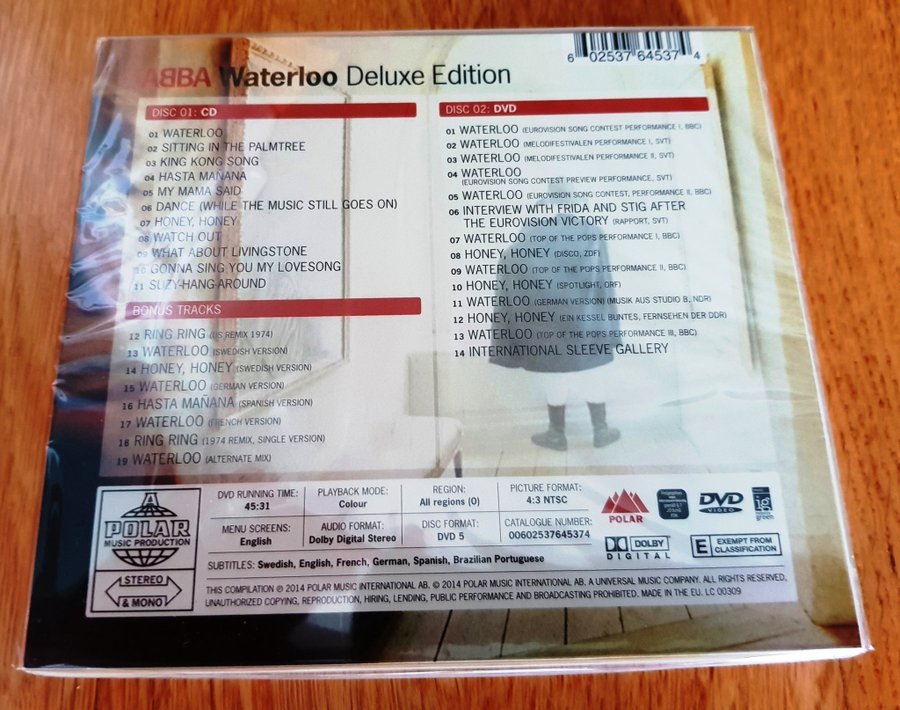 6 02537 64537 4
ABBA Waterloo Deluxe Edition
DISC 01: CD
01 WATERLOO
02 SITTING IN THE PALMTREE
03 KING KONG SONG
04 HASTA MAÑANA
05 MY MAMA SAID
06 DANCE (WHILE THE MUSIC STILL GOES ON)
07 HONEY, HONEY
08 WATCH OUT
09 WHAT ABOUT LIVINGSTONE
10 GONNA SING YOU MY LOVESONG
11 SUZY-HANG-AROUND
BONUS TRACKS
12 RING RING (US REMIX 1974)
13 WATERLOO (SWEDISH VERSION)
14 HONEY, HONEY (SWEDISH VERSION)
15 WATERLOO (GERMAN VERSION)
16 HASTA MAÑANA (SPANISH VERSION)
17 WATERLOO (FRENCH VERSION)
18 RING RING (1974 REMIX, SINGLE VERSION)
19 WATERLOO (ALTERNATE MIX)
DISC 02: DVD
01 WATERLOO (EUROVISION SONG CONTEST PERFORMANCE I, BBC)
02 WATERLOO (MELODIFESTIVALEN PERFORMANCE I, SVT)
03 WATERLOO (MELODIFESTIVALEN PERFORMANCE II, SVT)
04 WATERLOO
(EUROVISION SONG CONTEST PREVIEW PERFORMANCE, SVT)
05 WATERLOO (EUROVISION SONG CONTEST, PERFORMANCE II, BBC)
06 INTERVIEW WITH FRIDA AND STIG AFTER
THE EUROVISION VICTORY (RAPPORT, SVT)
07 WATERLOO (TOP OF THE POPS PERFORMANCE I, BBC)
08 HONEY, HONEY (DISCO, ZDF)
09 WATERLOO (TOP OF THE POPS PERFORMANCE II, BBC)
10 HONEY, HONEY (SPOTLIGHT, ORF)
11 WATERLOO (GERMAN VERSION) (MUSIK AUS STUDIO B, NDR)
12 HONEY, HONEY (EIN KESSEL BUNTES, FERNSEHEN DER DDR)
13 WATERLOO (TOP OF THE POPS PERFORMANCE III, BBC)
14 INTERNATIONAL SLEEVE GALLERY
A
POLAR
MUSIC PRODUCTION
STEREO
& MONO
DVD RUNNING TIME:
45:31
PLAYBACK MODE:
Colour
REGION:
All regions (0)
PICTURE FORMAT:
4:3 NTSC
MENU SCREENS:
English
AUDIO FORMAT:
Dolby Digital Stereo
DISC FORMAT:
DVD 5
CATALOGUE NUMBER:
00602537645374
POLAR
DVD
VIDEO
green
DOLBY
DIGITAL
E EXEMPT FROM
CLASSIFICATION
SUBTITLES: Swedish, English, French, German, Spanish, Brazilian Portuguese
THIS COMPILATION ℗ 2014 POLAR MUSIC INTERNATIONAL AB. © 2014 POLAR MUSIC INTERNATIONAL AB. A UNIVERSAL MUSIC COMPANY. ALL RIGHTS RESERVED,
UNAUTHORIZED COPYING, REPRODUCTION, HIRING, LENDING, PUBLIC PERFORMANCE AND BROADCASTING PROHIBITED. MADE IN THE EU. LC 00309